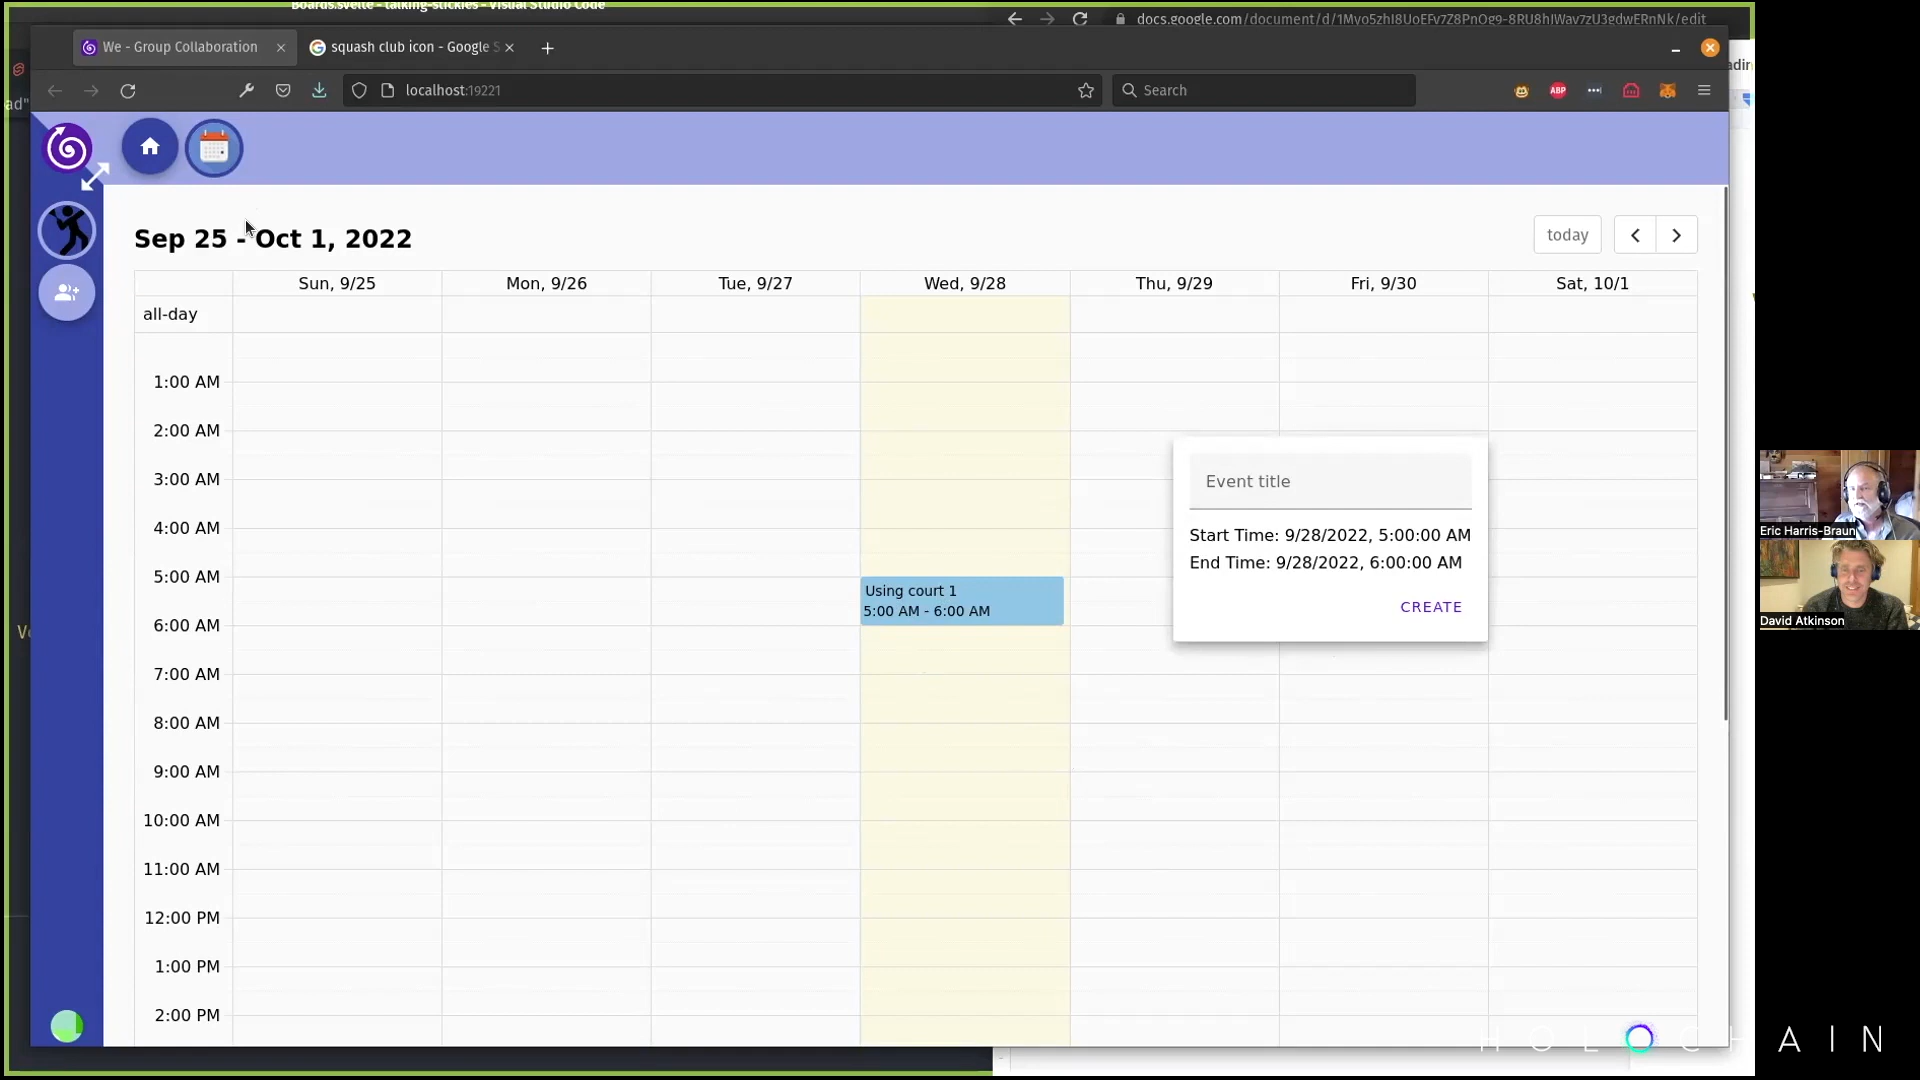 Boards.svelte - talking-stickies - Visual Studio Code
docs.google.com/document/d/1Myo5zhI8UoEFv7Z8PnOg9-8RU8hJWav7zU3gdwERnNk/edit
We - Group Collaboration
squash club icon - Google S
localhost:19221
Search
ABP
ad"
Sep 25 - Oct 1, 2022
today
Sun, 9/25
Mon, 9/26
Tue, 9/27
Wed, 9/28
Thu, 9/29
Fri, 9/30
Sat, 10/1
all-day
1:00 AM
2:00 AM
3:00 AM
4:00 AM
5:00 AM
6:00 AM
7:00 AM
8:00 AM
9:00 AM
10:00 AM
11:00 AM
12:00 PM
1:00 PM
2:00 PM
Using court 1
5:00 AM - 6:00 AM
Event title
Start Time: 9/28/2022, 5:00:00 AM
End Time: 9/28/2022, 6:00:00 AM
CREATE
Eric Harris-Braun
David Atkinson
HOLOCHAIN